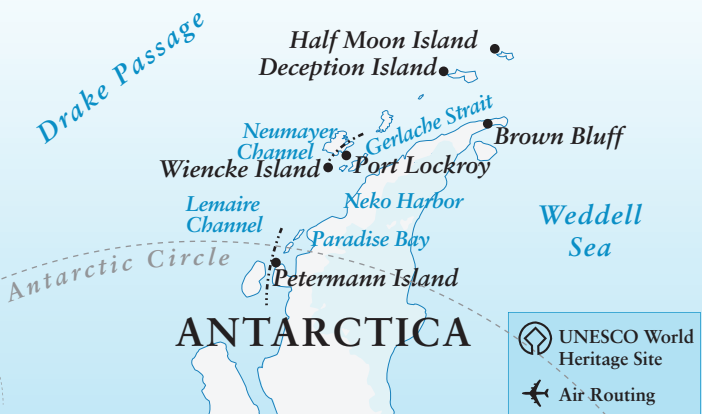 Drake Passage
Half Moon Island
Deception Island
Neumayer
Channel
Gerlache Strait
Brown Bluff
Wiencke Island
Port Lockroy
Neko Harbor
Lemaire
Channel
Weddell
Sea
Paradise Bay
Antarctic Circle
Petermann Island
ANTARCTICA
UNESCO World
Heritage Site
Air Routing